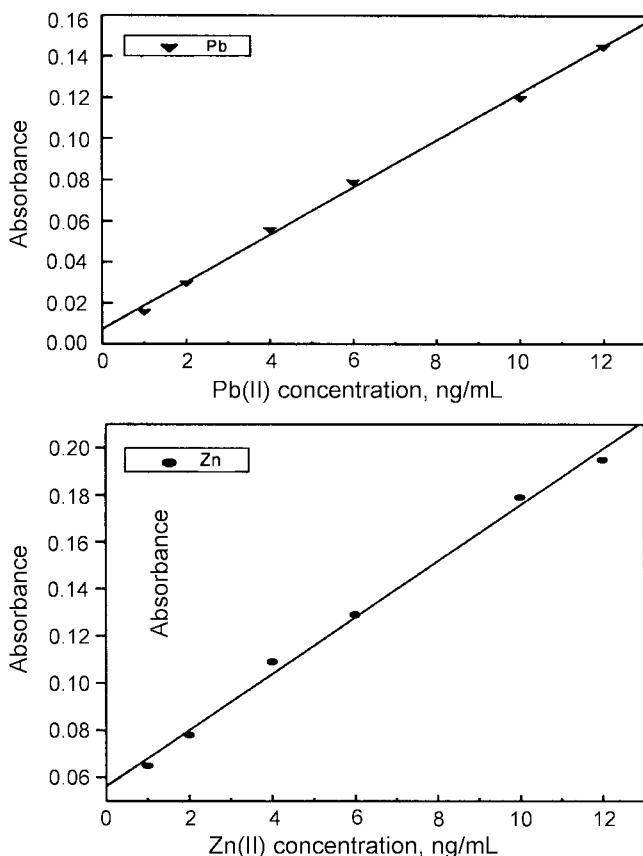 0.16
Pb
0.14
0.12
0.10
0.08
0.06
0.04
0.02
0.00
Absorbance
0 2 4 6 8 10 12
Pb(II) concentration, ng/mL
0.20
Zn
0.18
0.16
0.14
0.12
0.10
0.08
0.06
Absorbance
Absorbance
0 2 4 6 8 10 12
Zn(II) concentration, ng/mL